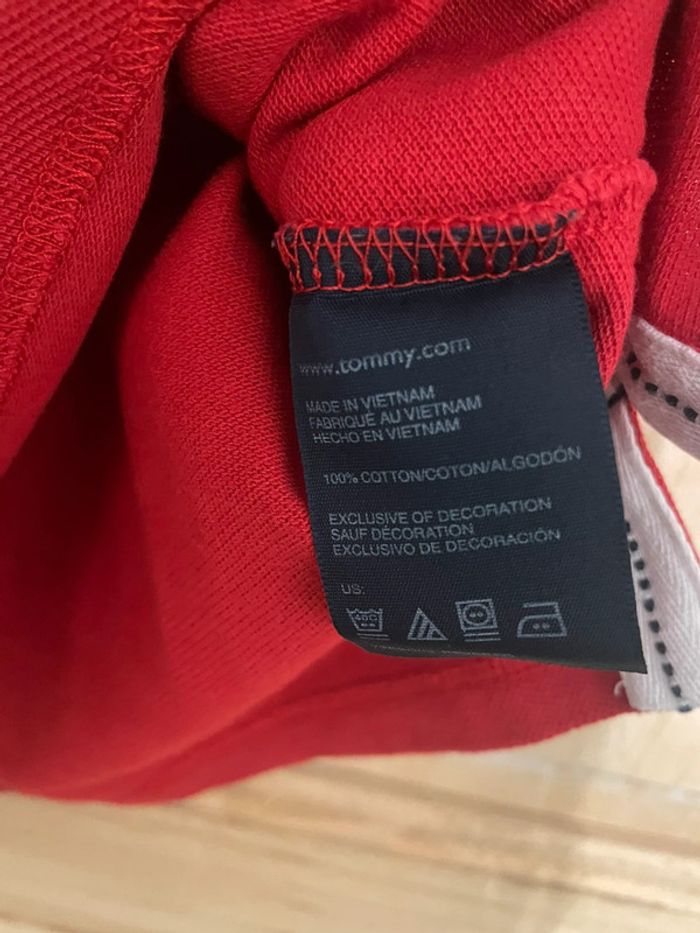 www.tommy.com
MADE IN VIETNAM
FABRIQUÉ AU VIETNAM
HECHO EN VIETNAM
100% COTTON/COTON/ALGODÓN
EXCLUSIVE OF DECORATION
SAUF DÉCORATION
EXCLUSIVO DE DECORACIÓN
US:
40C